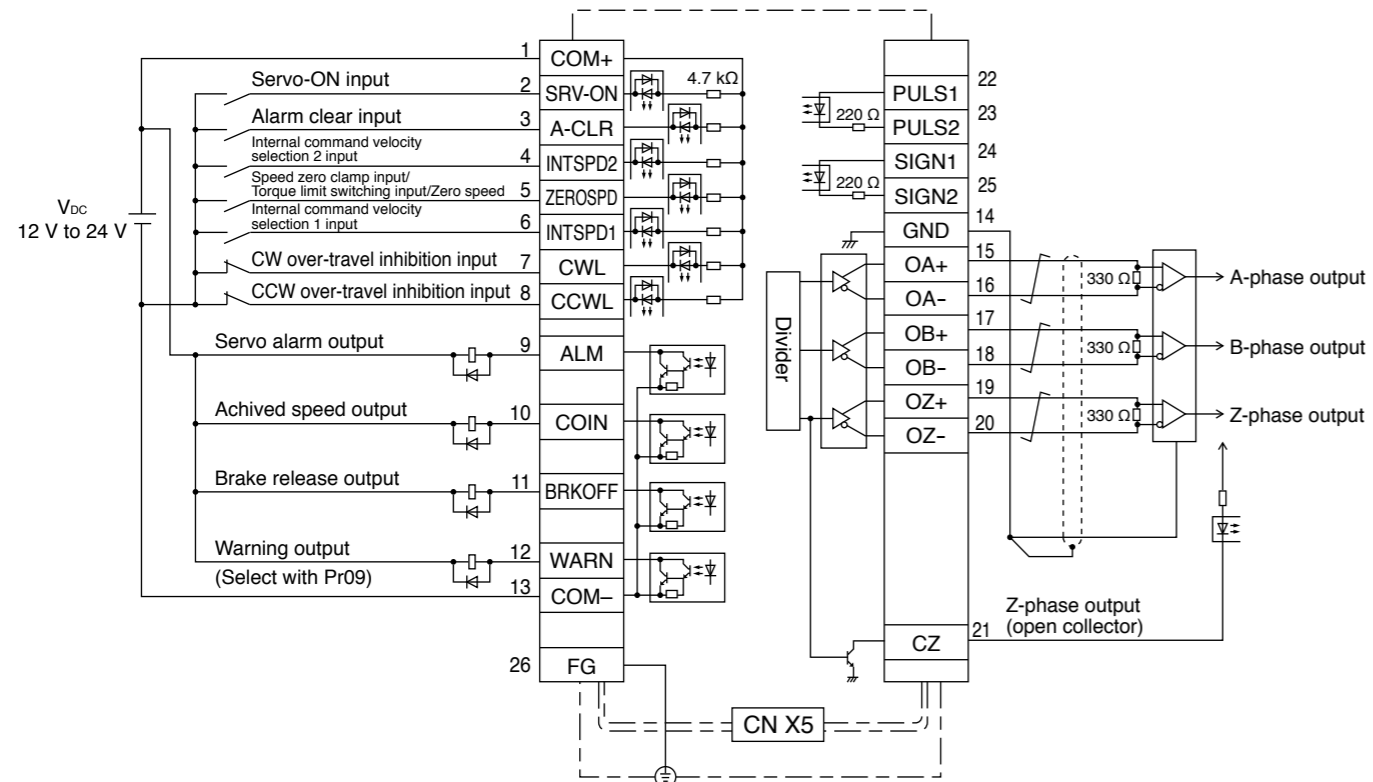 1
COM+
Servo-ON input
2
SRV-ON
4.7 kΩ
Alarm clear input
3
A-CLR
Internal command velocity
selection 2 input
4
INTSPD2
Speed zero clamp input/
Torque limit switching input/Zero speed
5
ZEROSPD
Internal command velocity
selection 1 input
6
INTSPD1
VDC
12 V to 24 V
CW over-travel inhibition input
7
CWL
CCW over-travel inhibition input
8
CCWL
Servo alarm output
9
ALM
Achived speed output
10
COIN
Brake release output
11
BRKOFF
Warning output
(Select with Pr09)
12
WARN
13
COM−
26
FG
22
PULS1
220 Ω
23
PULS2
24
SIGN1
220 Ω
25
SIGN2
14
GND
15
OA+
16
OA−
330 Ω
A-phase output
17
OB+
18
OB−
330 Ω
B-phase output
19
OZ+
20
OZ−
330 Ω
Z-phase output
Divider
Z-phase output
(open collector)
21
CZ
CN X5